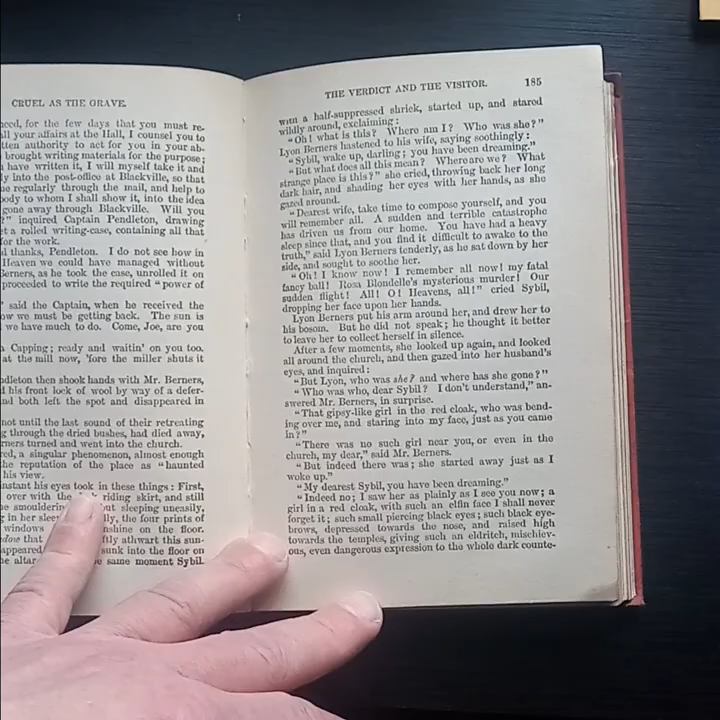 CRUEL AS THE GRAVE.
for the few days that you must re-
your affairs at the Hall, I counsel you to
authority to act for you in your ab-
brought writing materials for the purpose;
have written it, I will myself take it and
into the post-office at Blackville, so that
regularly through the mail, and help to
to whom I shall show it, into the idea
gone away through Blackville. Will you
?" inquired Captain Pendleton, drawing
a rolled writing-case, containing all that
for the work.
thanks, Pendleton. I do not see how in
Heaven we could have managed without
Berners, as he took the case, unrolled it on
proceeded to write the required "power of
" said the Captain, when he received the
we must be getting back. The sun is
we have much to do. Come, Joe, are you
Capping; ready and waitin' on you too.
at the mill now, 'fore the miller shuts it
then shook hands with Mr. Berners,
his front lock of wool by way of a defer-
both left the spot and disappeared in
not until the last sound of their retreating
through the dried bushes, had died away,
turned and went into the church.
a singular phenomenon, almost enough
the reputation of the place as "haunted
his view.
instant his eyes took in these things: First,
over with the riding skirt, and still
smouldering but sleeping uneasily,
in her the four prints of
windows on the floor.
that athwart this sun-
sunk into the floor on
same moment Sybil.
THE VERDICT AND THE VISITOR. 185
with a half-suppressed shriek, started up, and stared
wildly around, exclaiming:
"Oh! what is this? Where am I? Who was she?"
Lyon Berners hastened to his wife, saying soothingly:
"Sybil, wake up, darling; you have been dreaming."
"But what does all this mean? Where are we? What
strange place is this?" she cried, throwing back her long
dark hair, and shading her eyes with her hands, as she
gazed around.
"Dearest wife, take time to compose yourself, and you
will remember all. A sudden and terrible catastrophe
has driven us from our home. You have had a heavy
sleep since that, and you find it difficult to awake to the
truth," said Lyon Berners tenderly, as he sat down by her
side, and sought to soothe her.
"Oh! I know now! I remember all now! my fatal
fancy ball! Rosa Blondelle's mysterious murder! Our
sudden flight! All! O! Heavens, all!" cried Sybil,
dropping her face upon her hands.
Lyon Berners put his arm around her, and drew her to
his bosom. But he did not speak; he thought it better
to leave her to collect herself in silence.
After a few moments, she looked up again, and looked
all around the church, and then gazed into her husband's
eyes, and inquired:
"But Lyon, who was she? and where has she gone?"
"Who was who, dear Sybil? I don't understand," an-
swered Mr. Berners, in surprise.
"That gipsy-like girl in the red cloak, who was bend-
ing over me, and staring into my face, just as you came
in?"
"There was no such girl near you, or even in the
church, my dear," said Mr. Berners.
"But indeed there was; she started away just as I
woke up."
"My dearest Sybil, you have been dreaming."
"Indeed no; I saw her as plainly as I see you now; a
girl in a red cloak, with such an elfin face I shall never
forget it; such small piercing black eyes; such black eye-
brows, depressed towards the nose, and raised high
towards the temples, giving such an eldritch, mischiev-
ous, even dangerous expression to the whole dark counte-